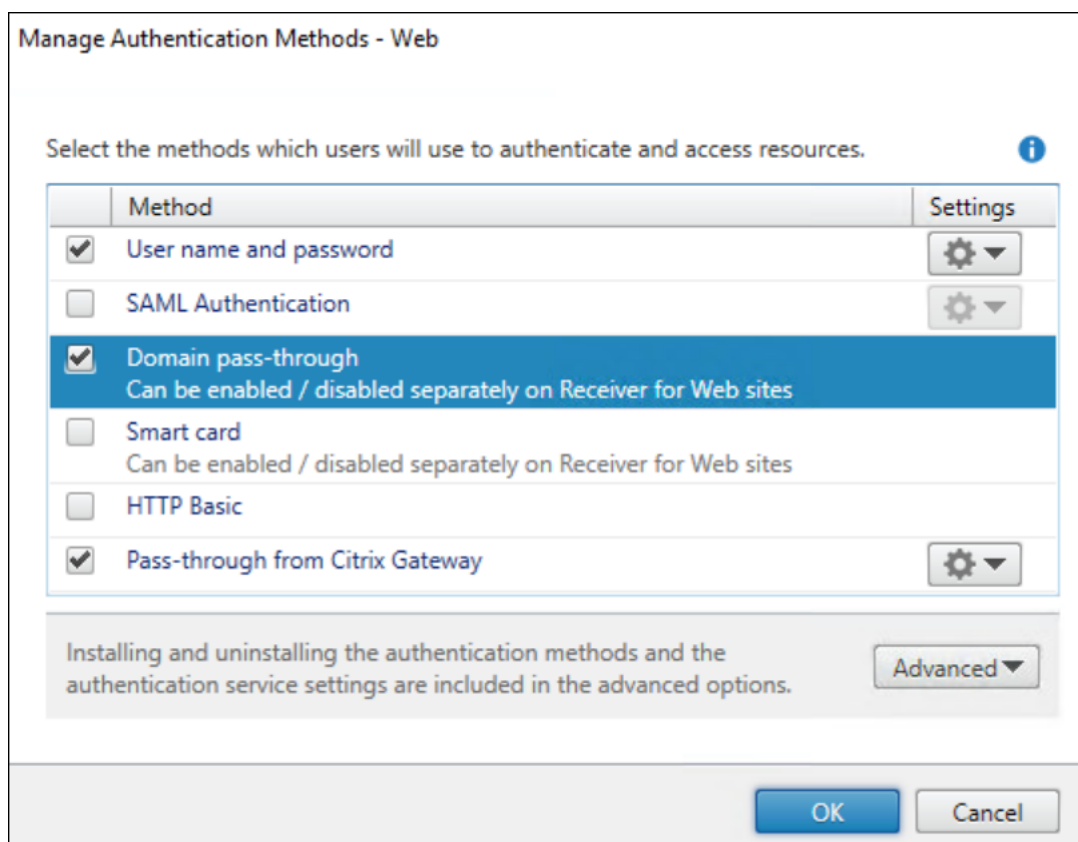 Manage Authentication Methods - Web
Select the methods which users will use to authenticate and access resources.
Method
Settings
User name and password
SAML Authentication
Domain pass-through
Can be enabled / disabled separately on Receiver for Web sites
Smart card
Can be enabled / disabled separately on Receiver for Web sites
HTTP Basic
Pass-through from Citrix Gateway
Installing and uninstalling the authentication methods and the
authentication service settings are included in the advanced options.
Advanced
OK
Cancel